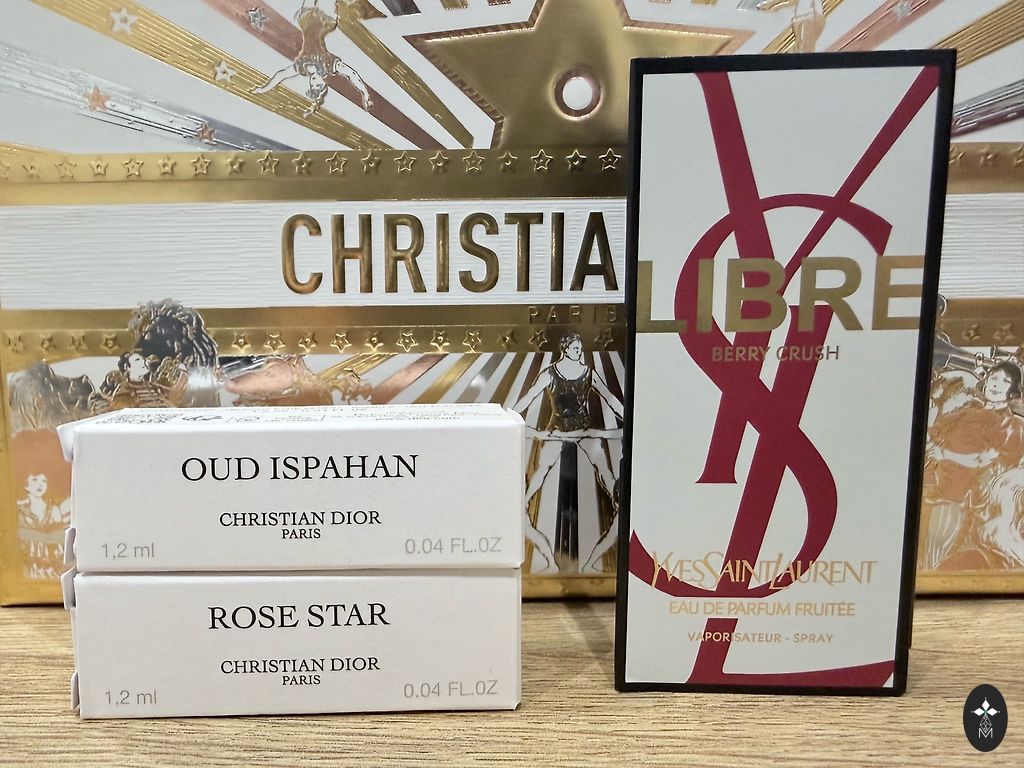 CHRISTIA
PARIS
LIBRE
BERRY CRUSH
YVESSAINTLAURENT
EAU DE PARFUM FRUITÉE
VAPORISATEUR - SPRAY
OUD ISPAHAN
CHRISTIAN DIOR
PARIS
1,2 ml
0.04 FL.OZ
ROSE STAR
CHRISTIAN DIOR
PARIS
1,2 ml
0.04 FL.OZ